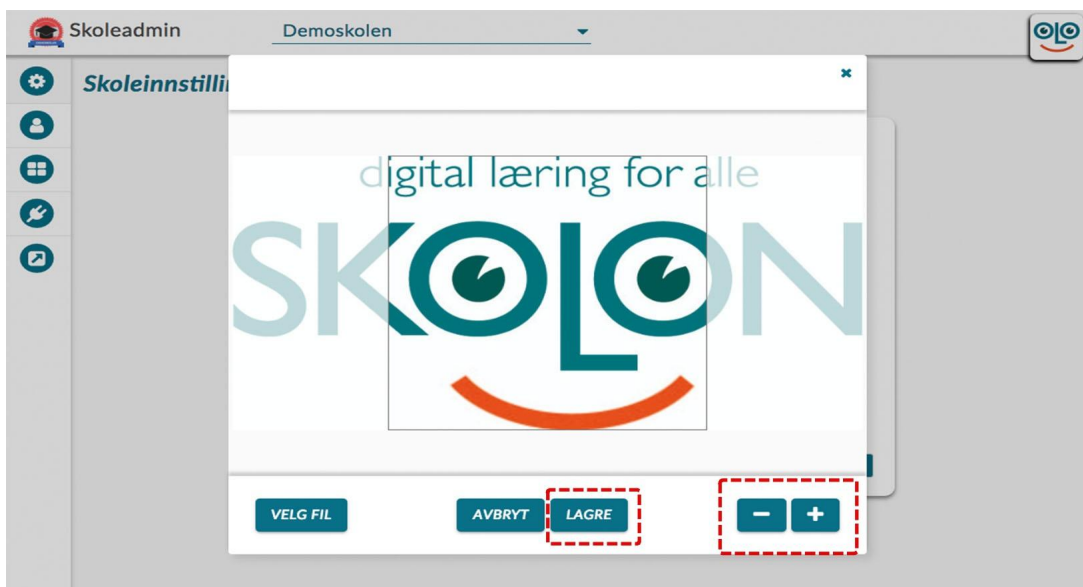 Skoleadmin
Demoskolen
Skoleinnstilli
digital læring for alle
SKOLON
VELG FIL
AVBRYT
LAGRE